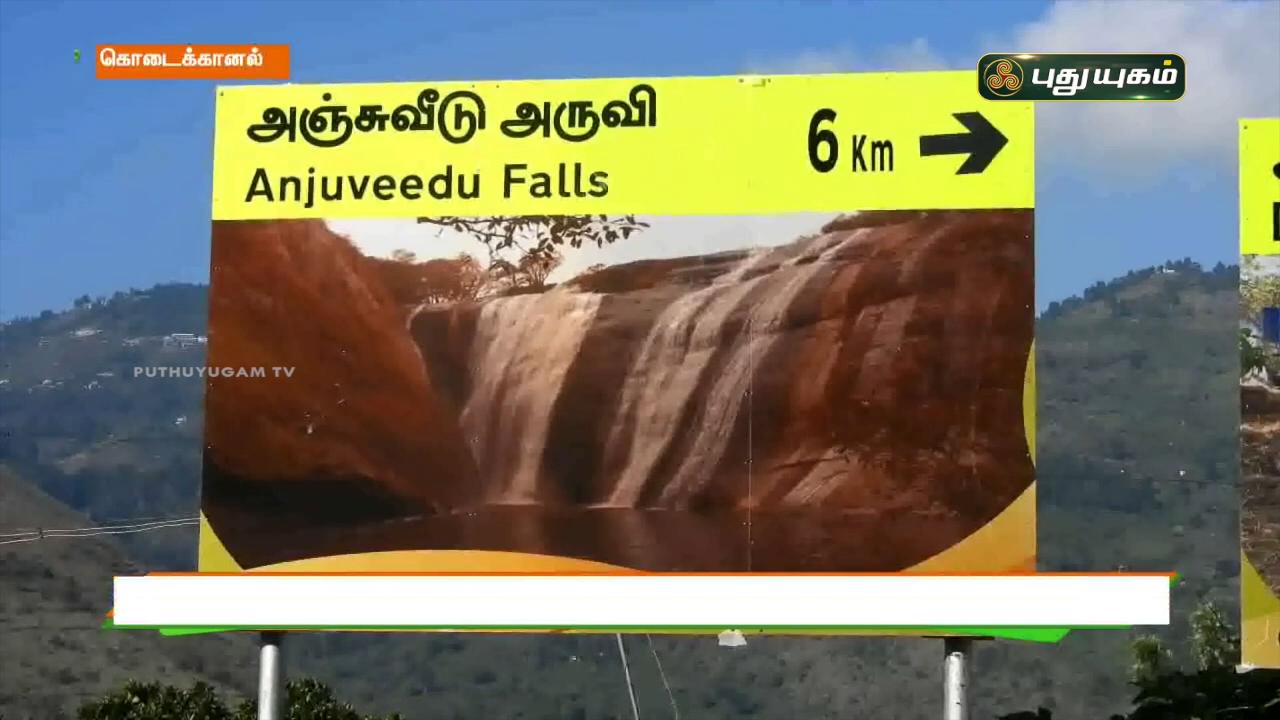 கொடைக்கானல்
புதுயுகம்
அஞ்சுவீடு அருவி
6 Km
Anjuveedu Falls
PUTHUYUGAM TV